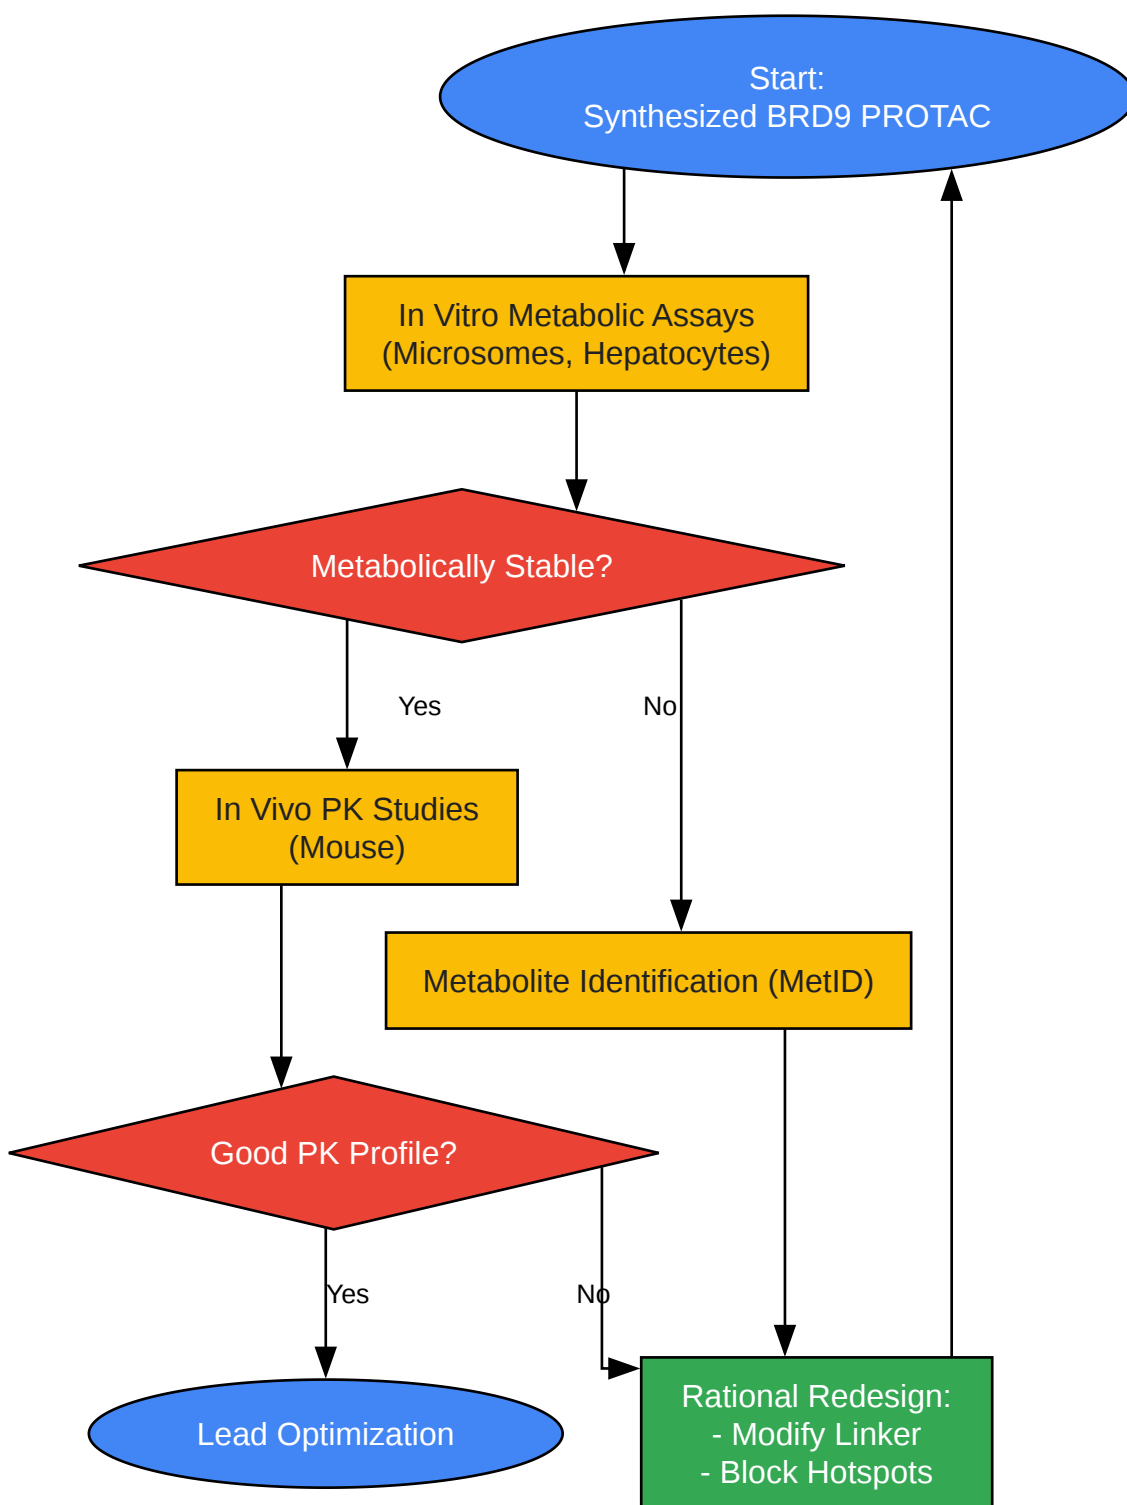 Start:
Synthesized BRD9 PROTAC
In Vitro Metabolic Assays
(Microsomes, Hepatocytes)
Metabolically Stable?
Yes
No
In Vivo PK Studies
(Mouse)
Metabolite Identification (MetID)
Good PK Profile?
Yes
No
Lead Optimization
Rational Redesign:
- Modify Linker
- Block Hotspots